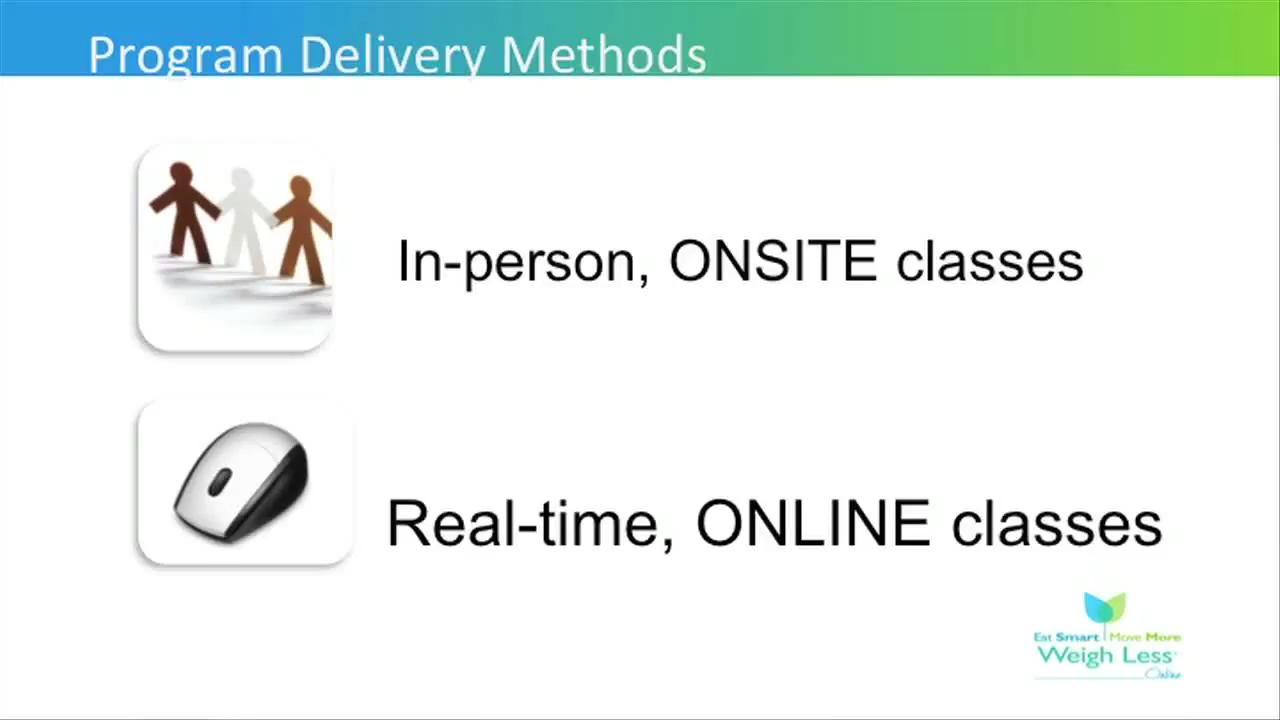 Program Delivery Methods
In-person, ONSITE classes
Real-time, ONLINE classes
Eat Smart Move More
Weigh Less
Online